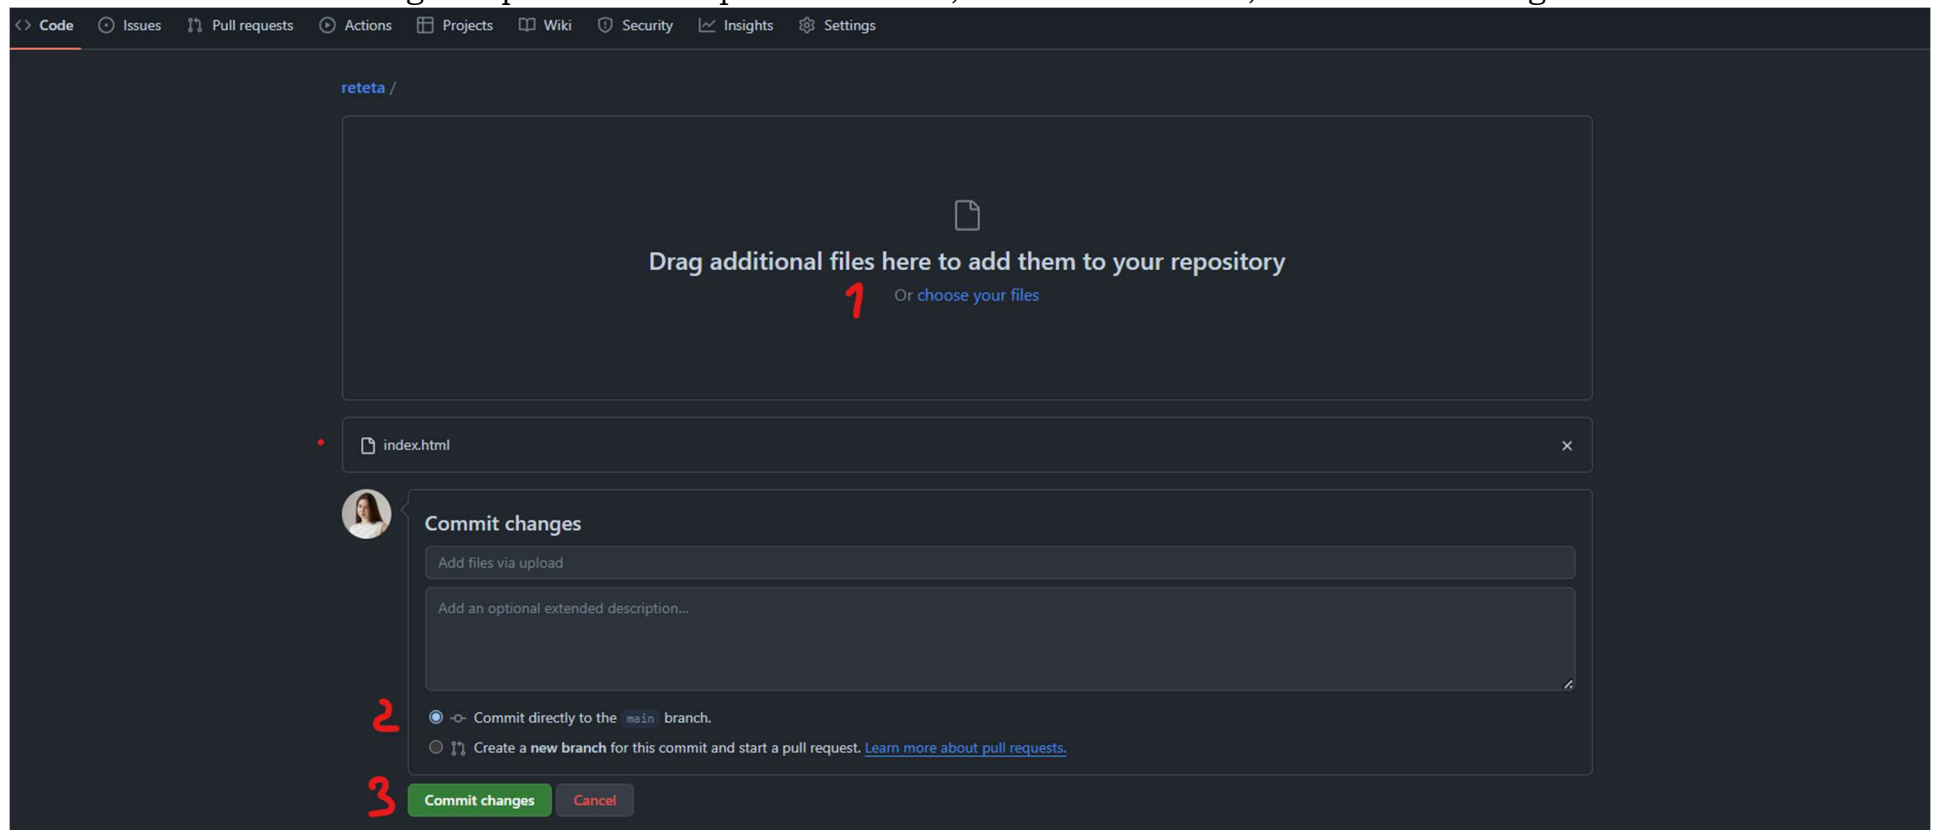 Code Issues Pull requests Actions Projects Wiki Security Insights Settings
reteta /
Drag additional files here to add them to your repository
1 Or choose your files
index.html
Commit changes
Add files via upload
Add an optional extended description...
2 Commit directly to the main branch.
Create a new branch for this commit and start a pull request. Learn more about pull requests.
3 Commit changes Cancel